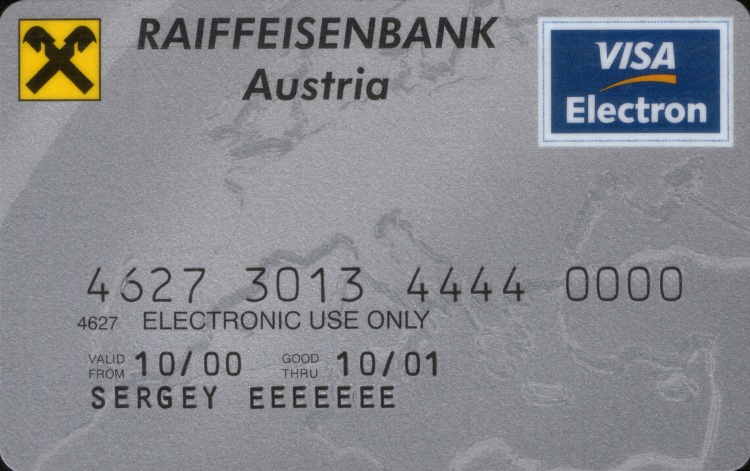 RAIFFEISENBANK
Austria
VISA
Electron
4627 3013 4444 0000
4627 ELECTRONIC USE ONLY
VALID FROM 10/00 GOOD THRU 10/01
SERGEY EEEEEEE